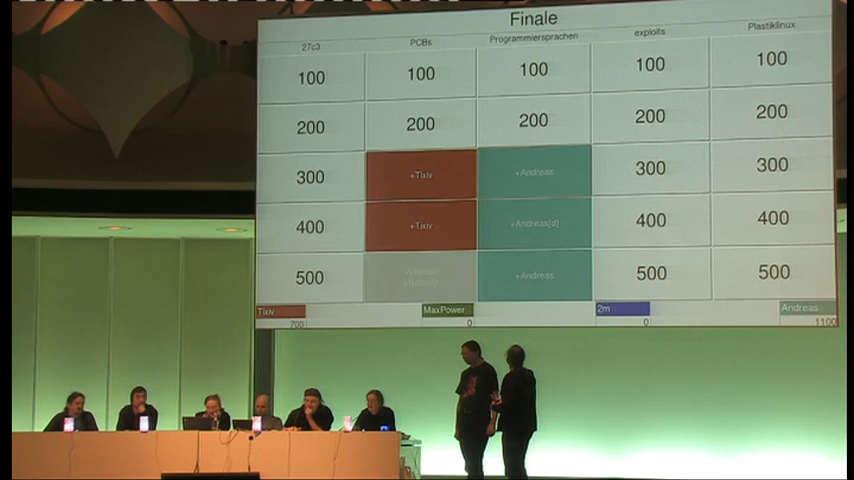 Finale
27c3 PCBs Programmiersprachen exploits Plastiklinux
100 100 100 100 100
200 200 200 200 200
300 +Tixiv +Andreas 300 300
400 +Tixiv +Andreas(d) 400 400
500 -Andreas +Andreas 500 500
+Nobody
Tixiv MaxPower 2m Andreas
700 0 0 1100